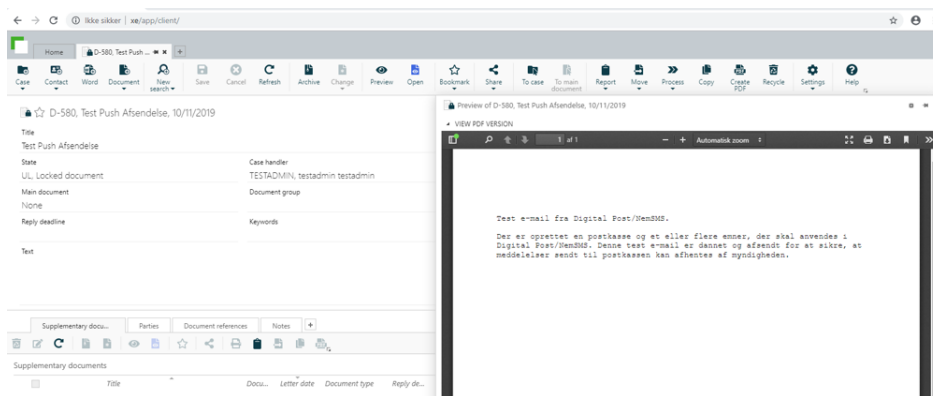 Ikke sikker | xe/app/client/
Home
D-580, Test Push ...
Case
Contact
Word
Document
New search
Save
Cancel
Refresh
Archive
Change
Preview
Open
Bookmark
Share
To case
To main document
Report
Move
Process
Copy
Create PDF
Recycle
Settings
Help
D-580, Test Push Afsendelse, 10/11/2019
Title
Test Push Afsendelse
State
Case handler
UL, Locked document
TESTADMIN, testadmin testadmin
Main document
Document group
None
Reply deadline
Keywords
Text
Supplementary docu...
Parties
Document references
Notes
Supplementary documents
Title
Docu...
Letter date
Document type
Reply de...
Preview of D-580, Test Push Afsendelse, 10/11/2019
VIEW PDF VERSION
1 af 1
Automatisk zoom
Test e-mail fra Digital Post/NemSMS.
Der er oprettet en postkasse og et eller flere emner, der skal anvendes i
Digital Post/NemSMS. Denne test e-mail er dannet og afsendt for at sikre, at
meddelelser sendt til postkassen kan afhentes af myndigheden.